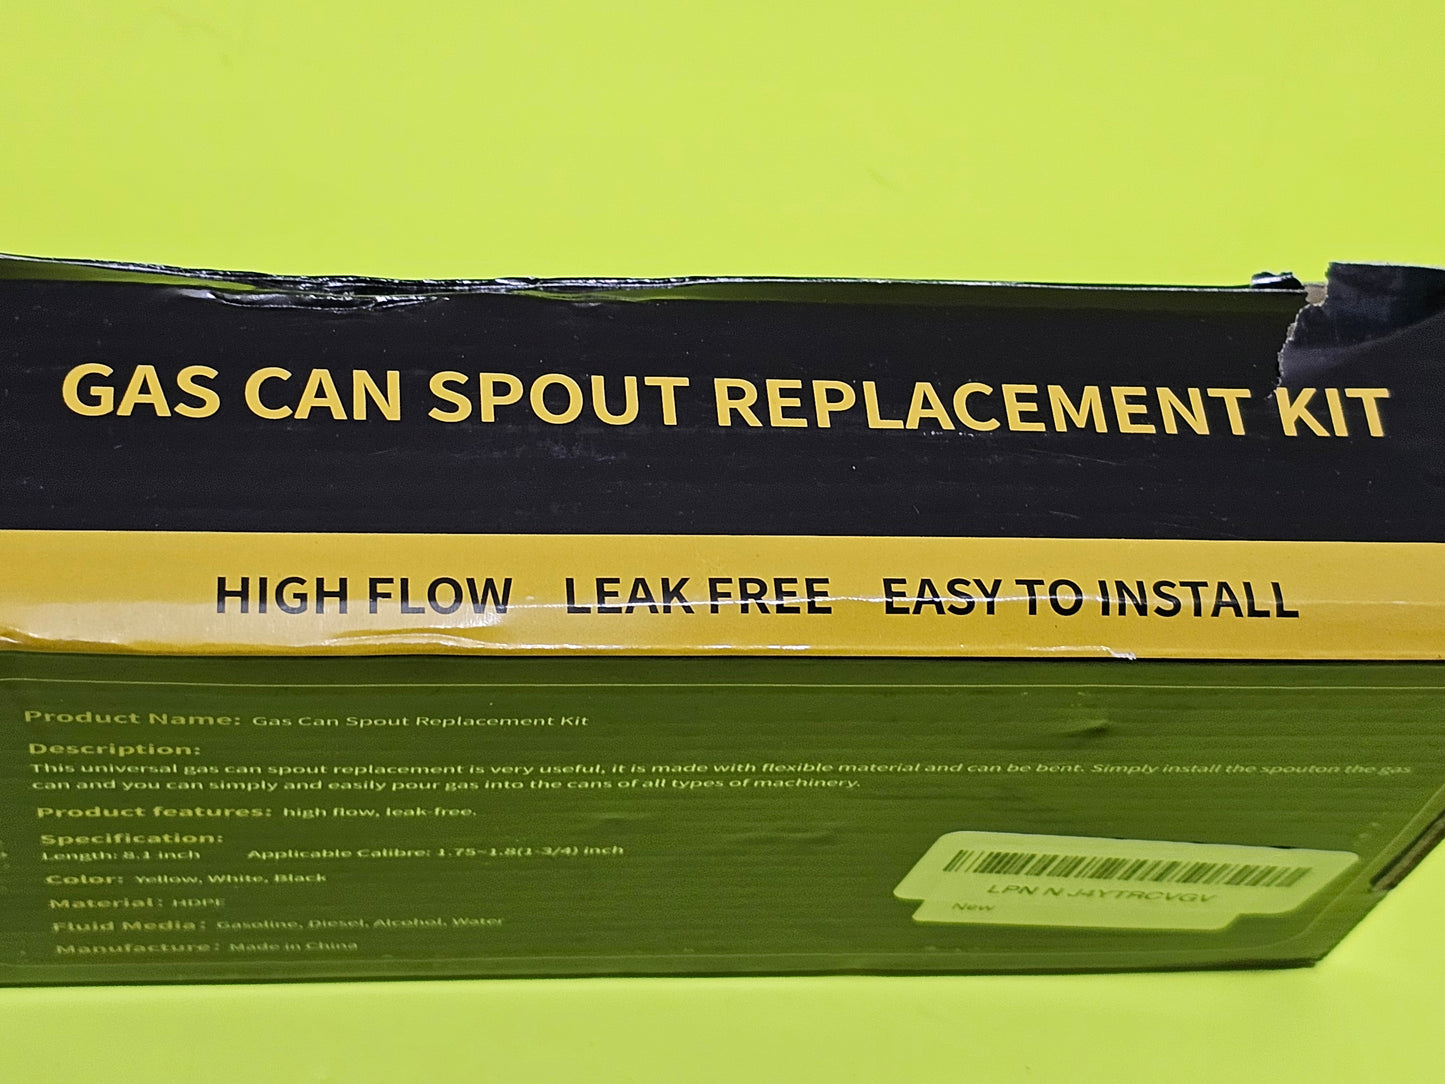 GAS CAN SPOUT REPLACEMENT KIT
HIGH FLOW LEAK FREE EASY TO INSTALL
Product Name: Gas Can Spout Replacement Kit
Description:
This universal gas can spout replacement is very useful, it is made with flexible material and can be bent. Simply install the spouton the gas
can and you can simply and easily pour gas into the cans of all types of machinery.
Product features: high flow, leak-free.
Specification:
Length: 8.1 inch Applicable Calibre: 1.75~1.8(1-3/4) inch
Color: Yellow, White, Black
Material: HDPE
Fluid Media: Gasoline, Diesel, Alcohol, Water
Manufacture: Made in China
LPN N J4YTRCVGV
New